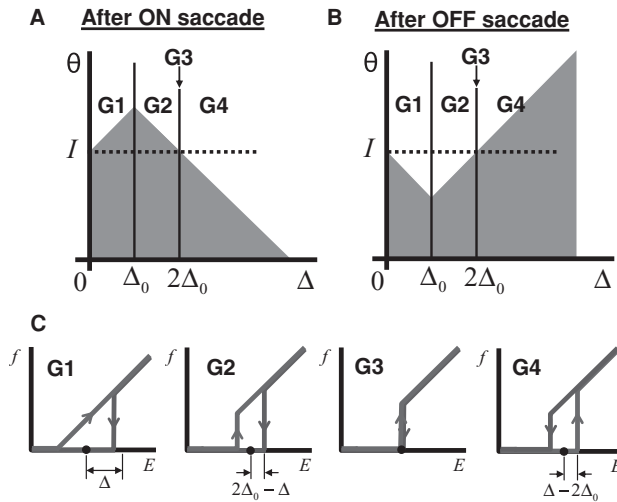 A After ON saccade
θ
G3
G1 G2 G4
I
0 Δ₀ 2Δ₀ Δ
B After OFF saccade
θ
G3
G1 G2 G4
I
0 Δ₀ 2Δ₀ Δ
C
f G1
E
Δ
f G2
E
2Δ₀ − Δ
f G3
E
f G4
E
Δ − 2Δ₀